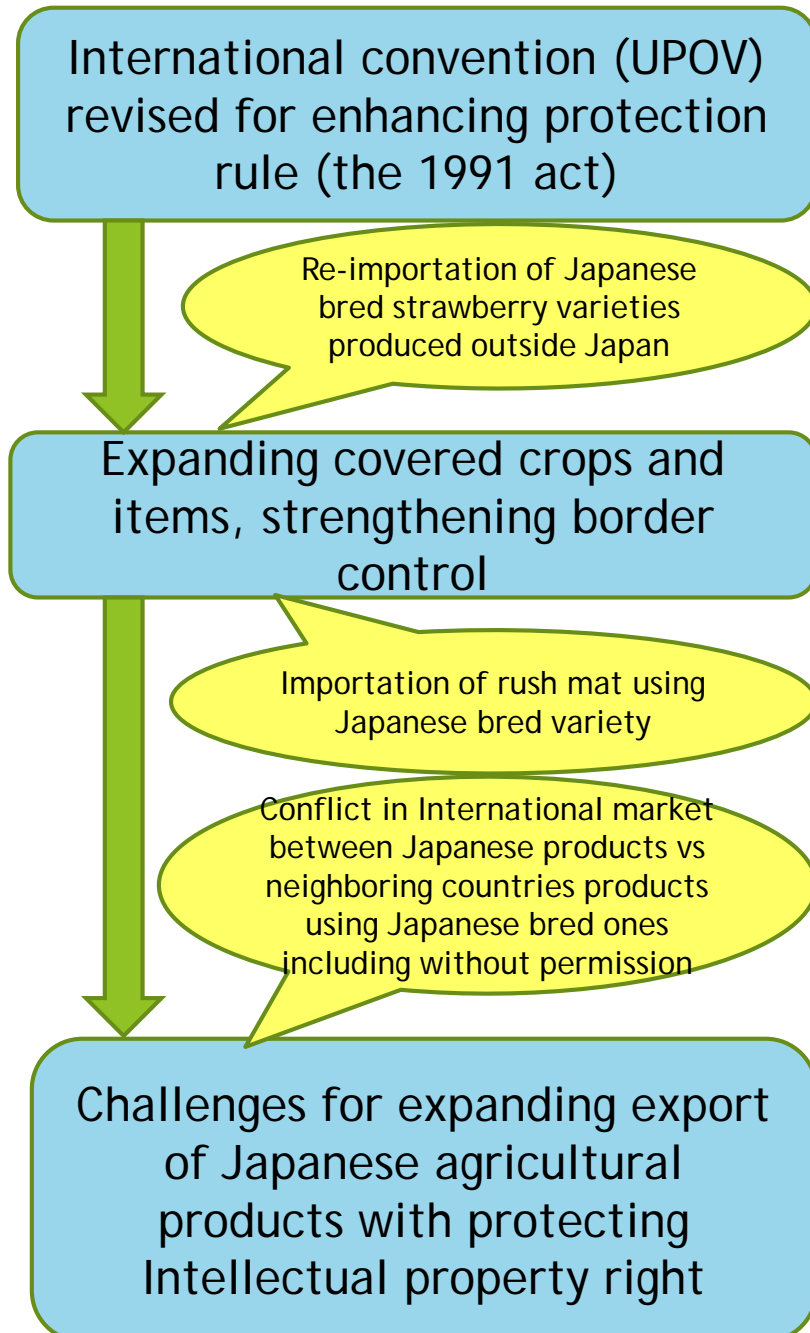 International convention (UPOV)
revised for enhancing protection
rule (the 1991 act)
Re-importation of Japanese
bred strawberry varieties
produced outside Japan
Expanding covered crops and
items, strengthening border
control
Importation of rush mat using
Japanese bred variety
Conflict in International market
between Japanese products vs
neighboring countries products
using Japanese bred ones
including without permission
Challenges for expanding export
of Japanese agricultural
products with protecting
Intellectual property right